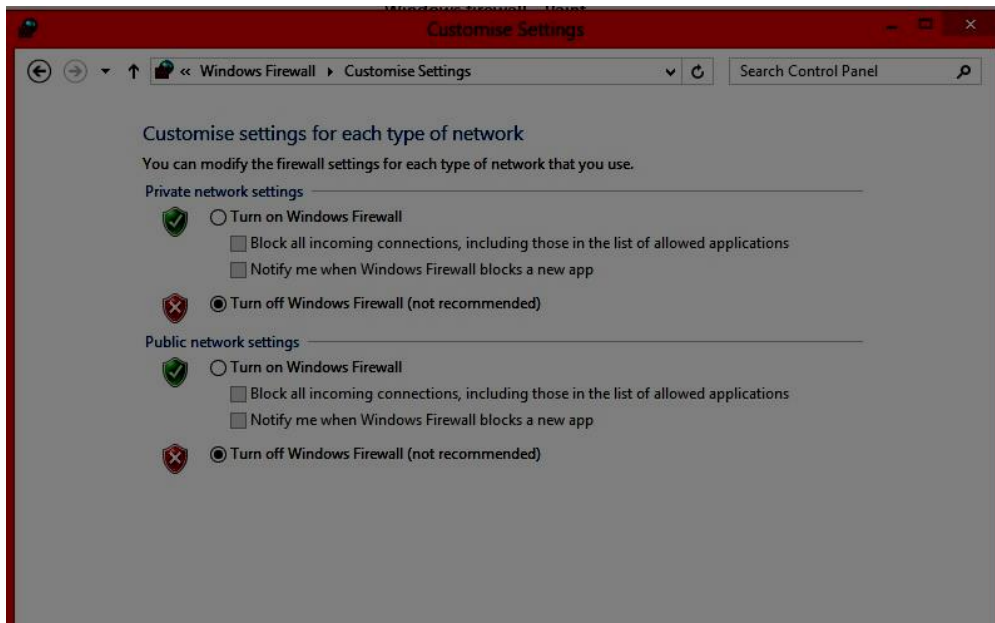 Windows firewall - Paint
Customise Settings
« Windows Firewall Customise Settings
Search Control Panel
Customise settings for each type of network
You can modify the firewall settings for each type of network that you use.
Private network settings
Turn on Windows Firewall
Block all incoming connections, including those in the list of allowed applications
Notify me when Windows Firewall blocks a new app
Turn off Windows Firewall (not recommended)
Public network settings
Turn on Windows Firewall
Block all incoming connections, including those in the list of allowed applications
Notify me when Windows Firewall blocks a new app
Turn off Windows Firewall (not recommended)